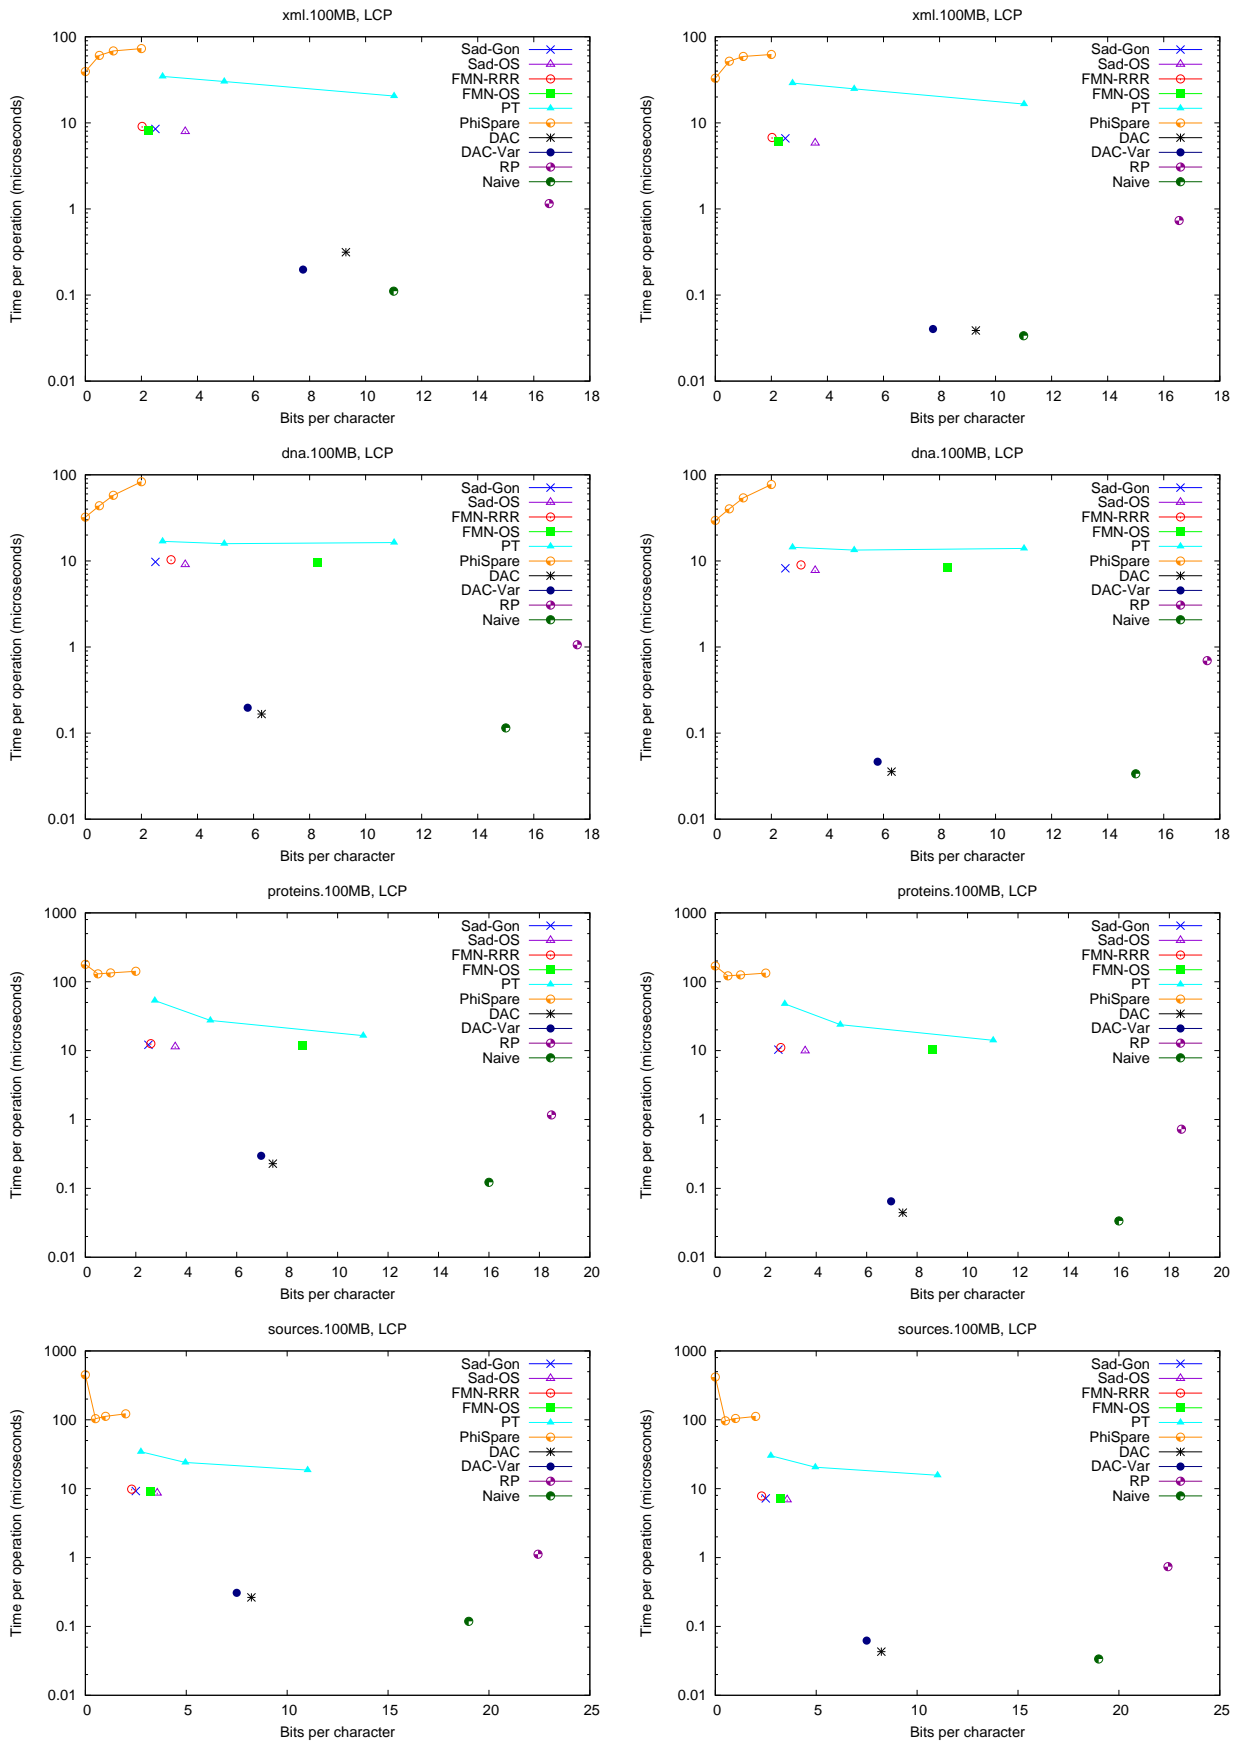 xml.100MB, LCP
Time per operation (microseconds)
100
10
1
0.1
0.01
0 2 4 6 8 10 12 14 16 18
Bits per character
Sad-Gon
Sad-OS
FMN-RRR
FMN-OS
PT
PhiSpare
DAC
DAC-Var
RP
Naive
xml.100MB, LCP
Time per operation (microseconds)
100
10
1
0.1
0.01
0 2 4 6 8 10 12 14 16 18
Bits per character
Sad-Gon
Sad-OS
FMN-RRR
FMN-OS
PT
PhiSpare
DAC
DAC-Var
RP
Naive
dna.100MB, LCP
Time per operation (microseconds)
100
10
1
0.1
0.01
0 2 4 6 8 10 12 14 16 18
Bits per character
Sad-Gon
Sad-OS
FMN-RRR
FMN-OS
PT
PhiSpare
DAC
DAC-Var
RP
Naive
dna.100MB, LCP
Time per operation (microseconds)
100
10
1
0.1
0.01
0 2 4 6 8 10 12 14 16 18
Bits per character
Sad-Gon
Sad-OS
FMN-RRR
FMN-OS
PT
PhiSpare
DAC
DAC-Var
RP
Naive
proteins.100MB, LCP
Time per operation (microseconds)
1000
100
10
1
0.1
0.01
0 2 4 6 8 10 12 14 16 18 20
Bits per character
Sad-Gon
Sad-OS
FMN-RRR
FMN-OS
PT
PhiSpare
DAC
DAC-Var
RP
Naive
proteins.100MB, LCP
Time per operation (microseconds)
1000
100
10
1
0.1
0.01
0 2 4 6 8 10 12 14 16 18 20
Bits per character
Sad-Gon
Sad-OS
FMN-RRR
FMN-OS
PT
PhiSpare
DAC
DAC-Var
RP
Naive
sources.100MB, LCP
Time per operation (microseconds)
1000
100
10
1
0.1
0.01
0 5 10 15 20 25
Bits per character
Sad-Gon
Sad-OS
FMN-RRR
FMN-OS
PT
PhiSpare
DAC
DAC-Var
RP
Naive
sources.100MB, LCP
Time per operation (microseconds)
1000
100
10
1
0.1
0.01
0 5 10 15 20 25
Bits per character
Sad-Gon
Sad-OS
FMN-RRR
FMN-OS
PT
PhiSpare
DAC
DAC-Var
RP
Naive